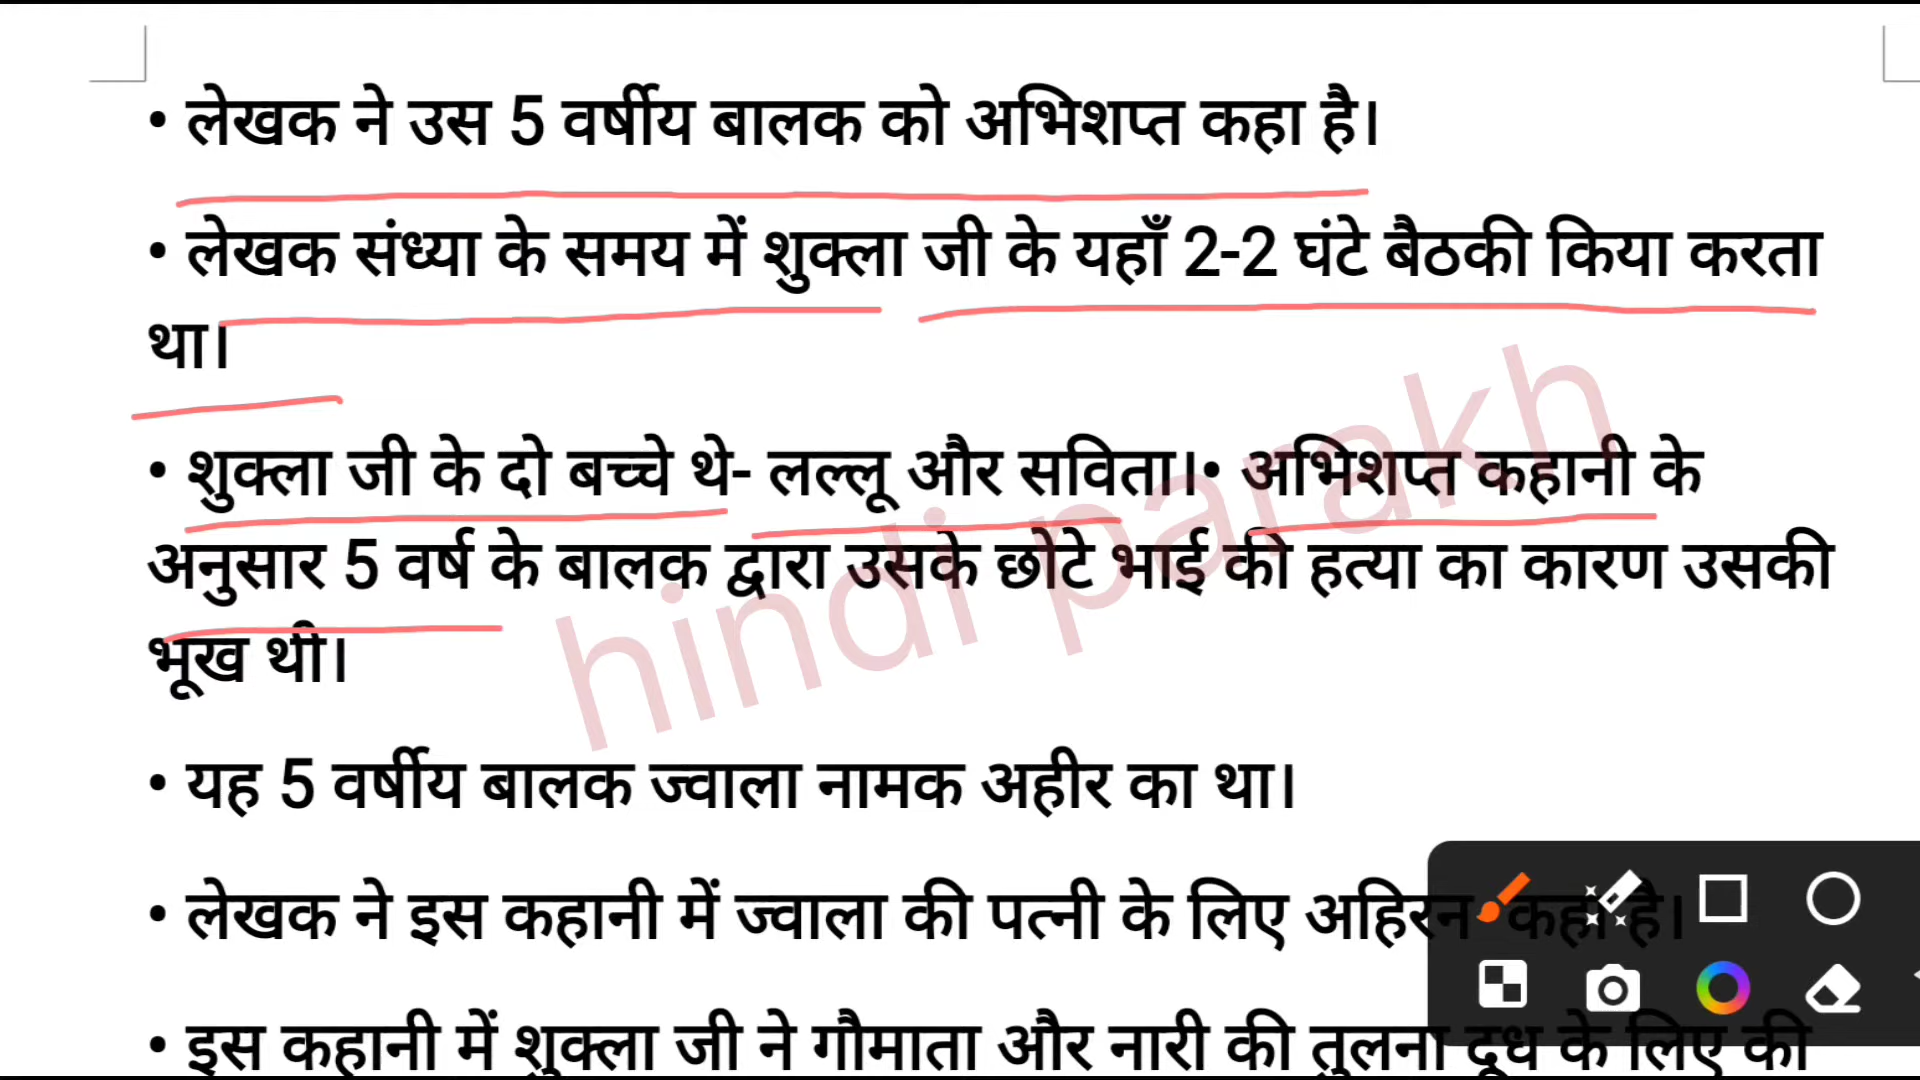 • लेखक ने उस 5 वर्षीय बालक को अभिशप्त कहा है।
• लेखक संध्या के समय में शुक्ला जी के यहाँ 2-2 घंटे बैठकी किया करता
था।
• शुक्ला जी के दो बच्चे थे- लल्लू और सविता।• अभिशप्त कहानी के
अनुसार 5 वर्ष के बालक द्वारा उसके छोटे भाई की हत्या का कारण उसकी
भूख थी।
• यह 5 वर्षीय बालक ज्वाला नामक अहीर का था।
• लेखक ने इस कहानी में ज्वाला की पत्नी के लिए अहिरन कहा है।
• इस कहानी में शुक्ला जी ने गौमाता और नारी की तुलना दूध के लिए की
hindi parakh